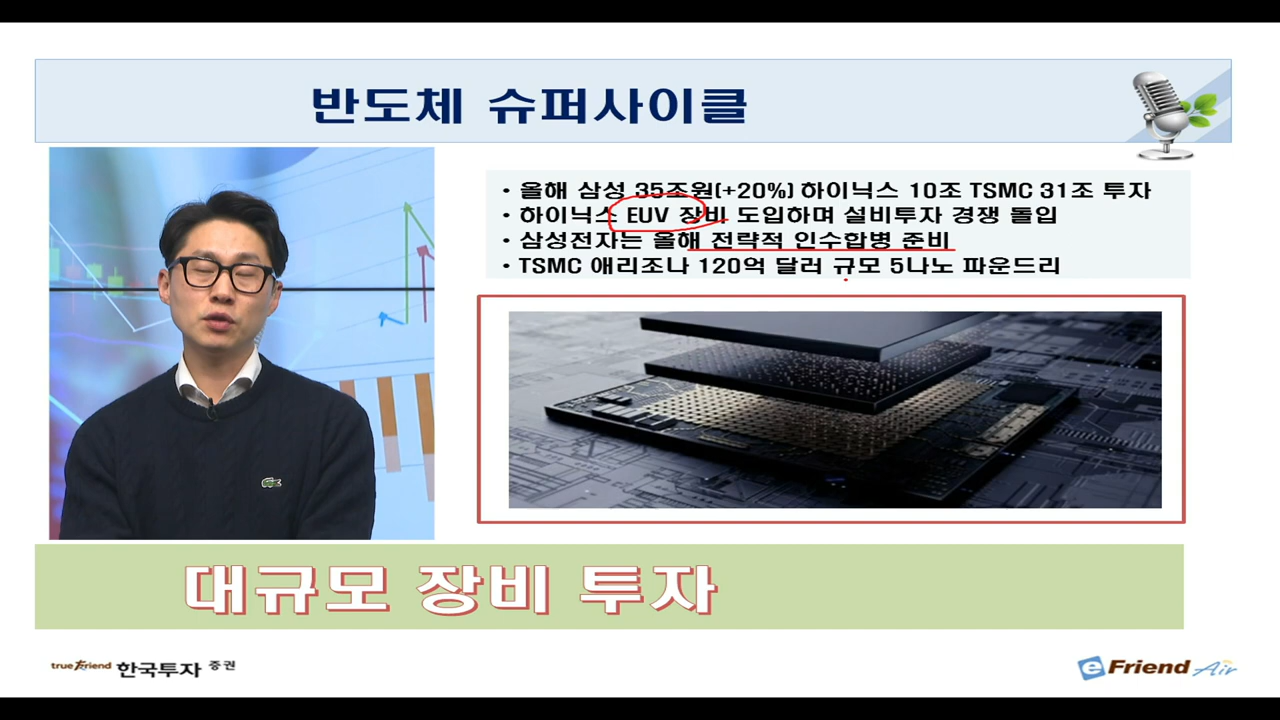 반도체 슈퍼사이클
• 올해 삼성 35조원(+20%) 하이닉스 10조 TSMC 31조 투자
• 하이닉스 EUV 장비 도입하며 설비투자 경쟁 돌입
• 삼성전자는 올해 전략적 인수합병 준비
• TSMC 애리조나 120억 달러 규모 5나노 파운드리
대규모 장비 투자
true friend 한국투자 증권
eFriend Air